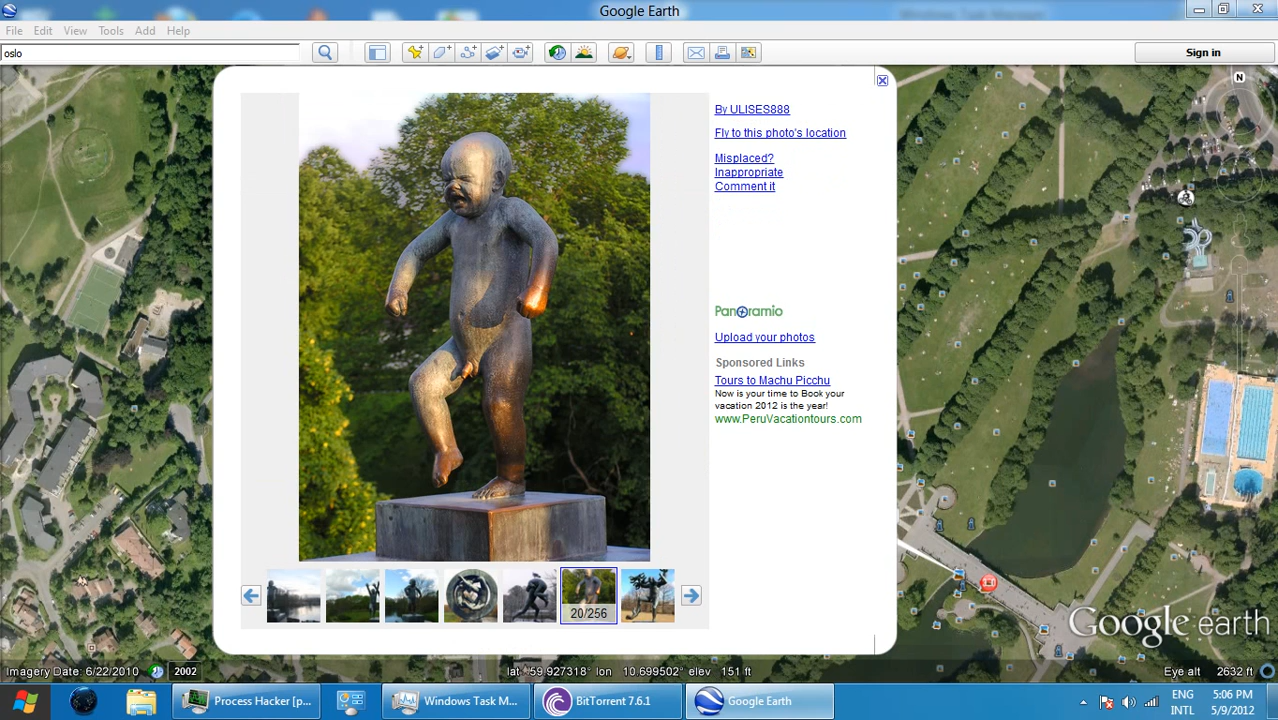 Google Earth
File Edit View Tools Add Help
oslo
Sign in
N
By ULISES888
Fly to this photo's location
Misplaced?
Inappropriate
Comment it
Panoramio
Upload your photos
Sponsored Links
Tours to Machu Picchu
Now is your time to Book your
vacation 2012 is the year!
www.PeruVacationtours.com
20/256
Google earth
Imagery Date: 6/22/2010 2002 lat 59.927318° lon 10.699502° elev 151 ft Eye alt 2632 ft
Process Hacker [p... Windows Task M... BitTorrent 7.6.1 Google Earth
ENG 5:06 PM
INTL 5/9/2012